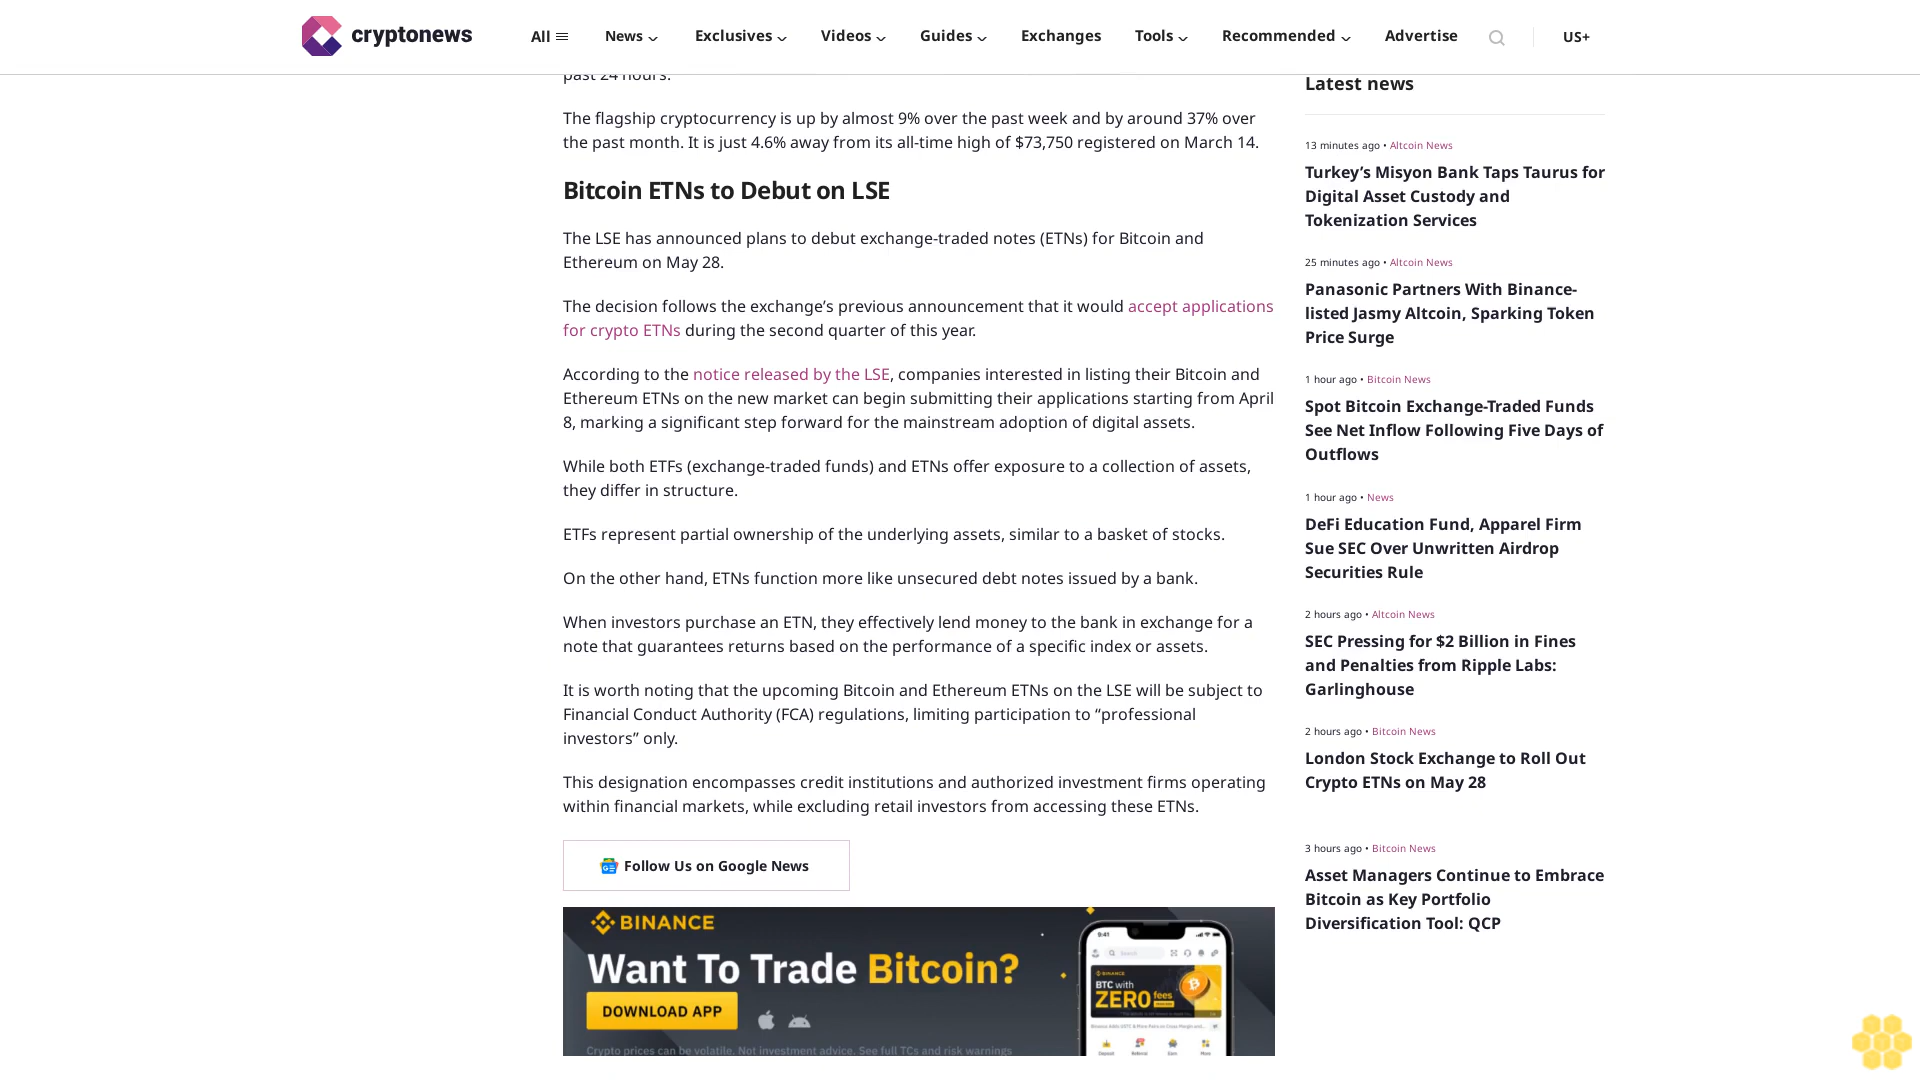 cryptonews
All
News
Exclusives
Videos
Guides
Exchanges
Tools
Recommended
Advertise
US+
past 24 hours.
The flagship cryptocurrency is up by almost 9% over the past week and by around 37% over
the past month. It is just 4.6% away from its all-time high of $73,750 registered on March 14.
Bitcoin ETNs to Debut on LSE
The LSE has announced plans to debut exchange-traded notes (ETNs) for Bitcoin and
Ethereum on May 28.
The decision follows the exchange’s previous announcement that it would accept applications
for crypto ETNs during the second quarter of this year.
According to the notice released by the LSE, companies interested in listing their Bitcoin and
Ethereum ETNs on the new market can begin submitting their applications starting from April
8, marking a significant step forward for the mainstream adoption of digital assets.
While both ETFs (exchange-traded funds) and ETNs offer exposure to a collection of assets,
they differ in structure.
ETFs represent partial ownership of the underlying assets, similar to a basket of stocks.
On the other hand, ETNs function more like unsecured debt notes issued by a bank.
When investors purchase an ETN, they effectively lend money to the bank in exchange for a
note that guarantees returns based on the performance of a specific index or assets.
It is worth noting that the upcoming Bitcoin and Ethereum ETNs on the LSE will be subject to
Financial Conduct Authority (FCA) regulations, limiting participation to “professional
investors” only.
This designation encompasses credit institutions and authorized investment firms operating
within financial markets, while excluding retail investors from accessing these ETNs.
Follow Us on Google News
BINANCE
Want To Trade Bitcoin?
DOWNLOAD APP
Crypto prices can be volatile. Not investment advice. See full TCs and risk warnings
9:41
Search
BINANCE
BTC with
ZERO fees
Deposit
Referral
Earn
More
Latest news
13 minutes ago • Altcoin News
Turkey’s Misyon Bank Taps Taurus for
Digital Asset Custody and
Tokenization Services
25 minutes ago • Altcoin News
Panasonic Partners With Binance-
listed Jasmy Altcoin, Sparking Token
Price Surge
1 hour ago • Bitcoin News
Spot Bitcoin Exchange-Traded Funds
See Net Inflow Following Five Days of
Outflows
1 hour ago • News
DeFi Education Fund, Apparel Firm
Sue SEC Over Unwritten Airdrop
Securities Rule
2 hours ago • Altcoin News
SEC Pressing for $2 Billion in Fines
and Penalties from Ripple Labs:
Garlinghouse
2 hours ago • Bitcoin News
London Stock Exchange to Roll Out
Crypto ETNs on May 28
3 hours ago • Bitcoin News
Asset Managers Continue to Embrace
Bitcoin as Key Portfolio
Diversification Tool: QCP